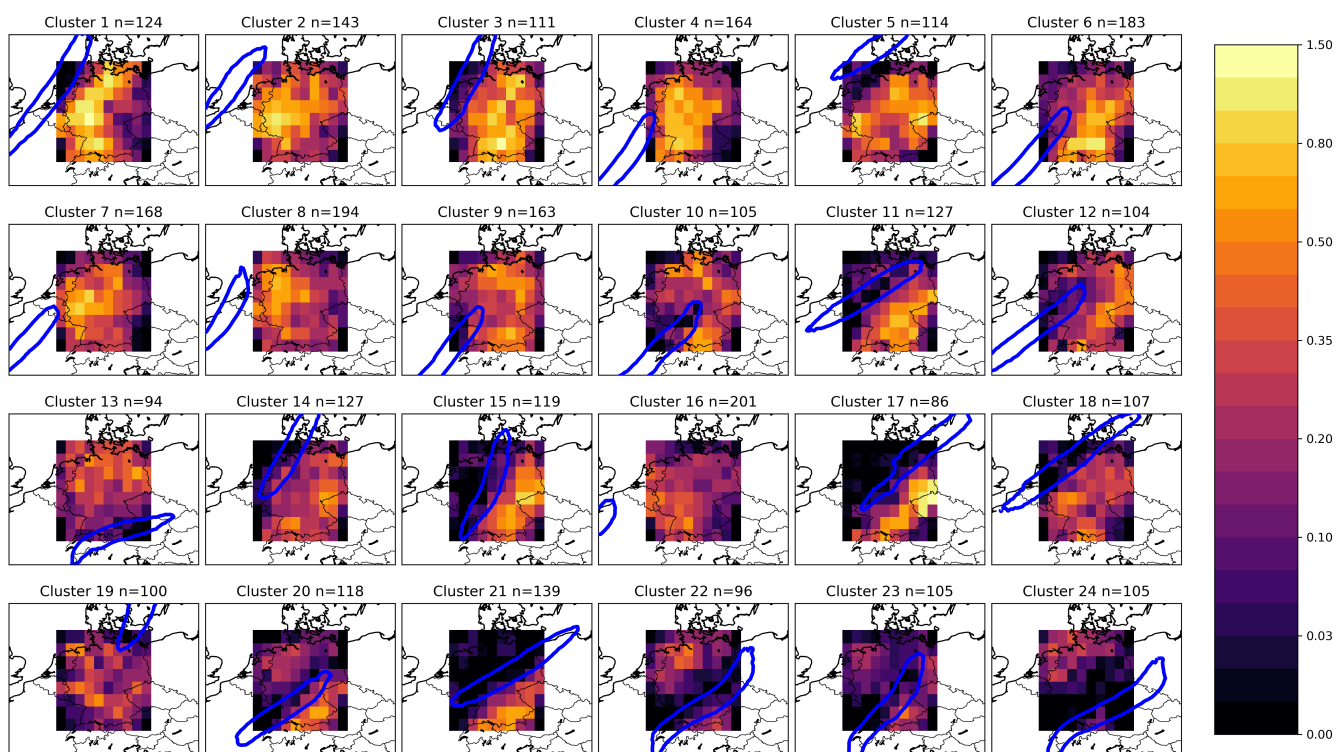 Cluster 1 n=124
Cluster 2 n=143
Cluster 3 n=111
Cluster 4 n=164
Cluster 5 n=114
Cluster 6 n=183
Cluster 7 n=168
Cluster 8 n=194
Cluster 9 n=163
Cluster 10 n=105
Cluster 11 n=127
Cluster 12 n=104
Cluster 13 n=94
Cluster 14 n=127
Cluster 15 n=119
Cluster 16 n=201
Cluster 17 n=86
Cluster 18 n=107
Cluster 19 n=100
Cluster 20 n=118
Cluster 21 n=139
Cluster 22 n=96
Cluster 23 n=105
Cluster 24 n=105
1.50
0.80
0.50
0.35
0.20
0.10
0.03
0.00